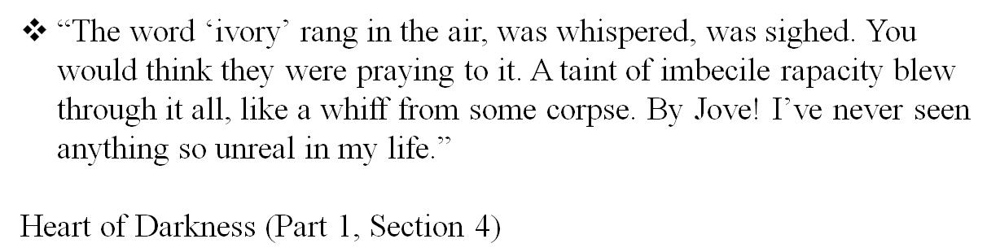 ❖ “The word ‘ivory’ rang in the air, was whispered, was sighed. You
would think they were praying to it. A taint of imbecile rapacity blew
through it all, like a whiff from some corpse. By Jove! I’ve never seen
anything so unreal in my life.”
Heart of Darkness (Part 1, Section 4)